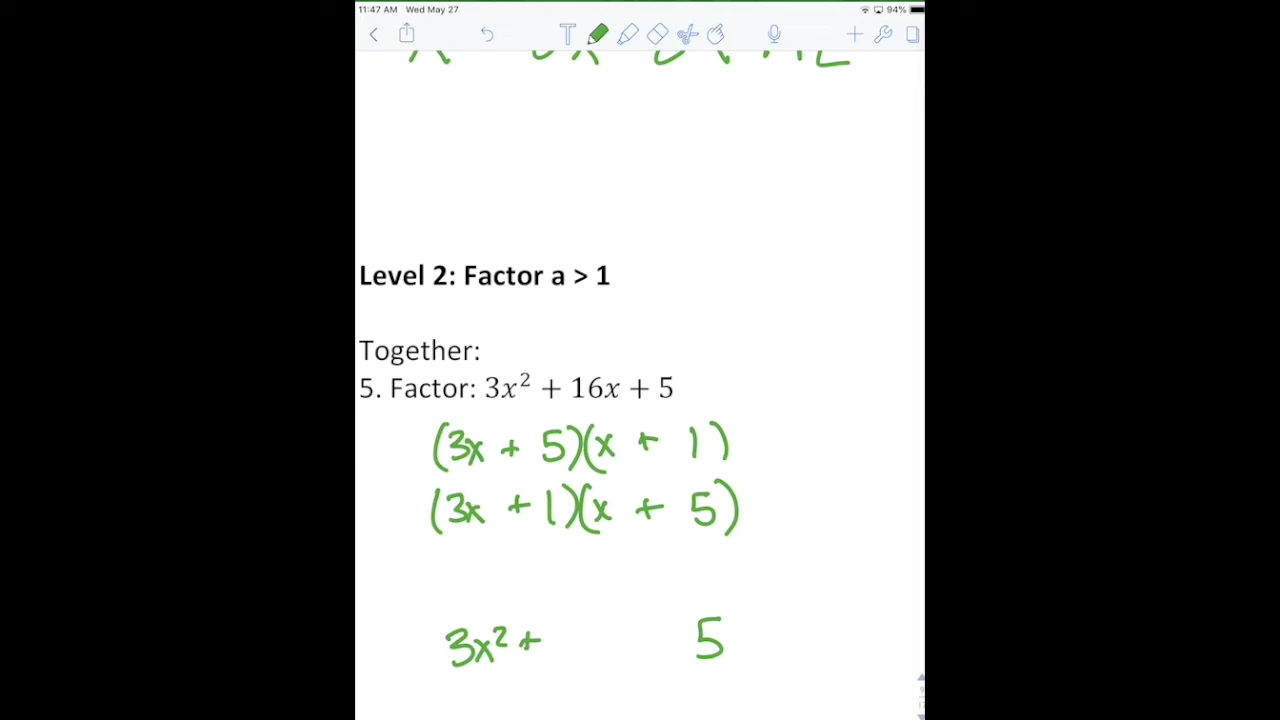 11:47 AM Wed May 27
94%
Level 2: Factor a > 1
Together:
5. Factor: 3x² + 16x + 5
(3x + 5)(x + 1)
(3x + 1)(x + 5)
3x² + 5